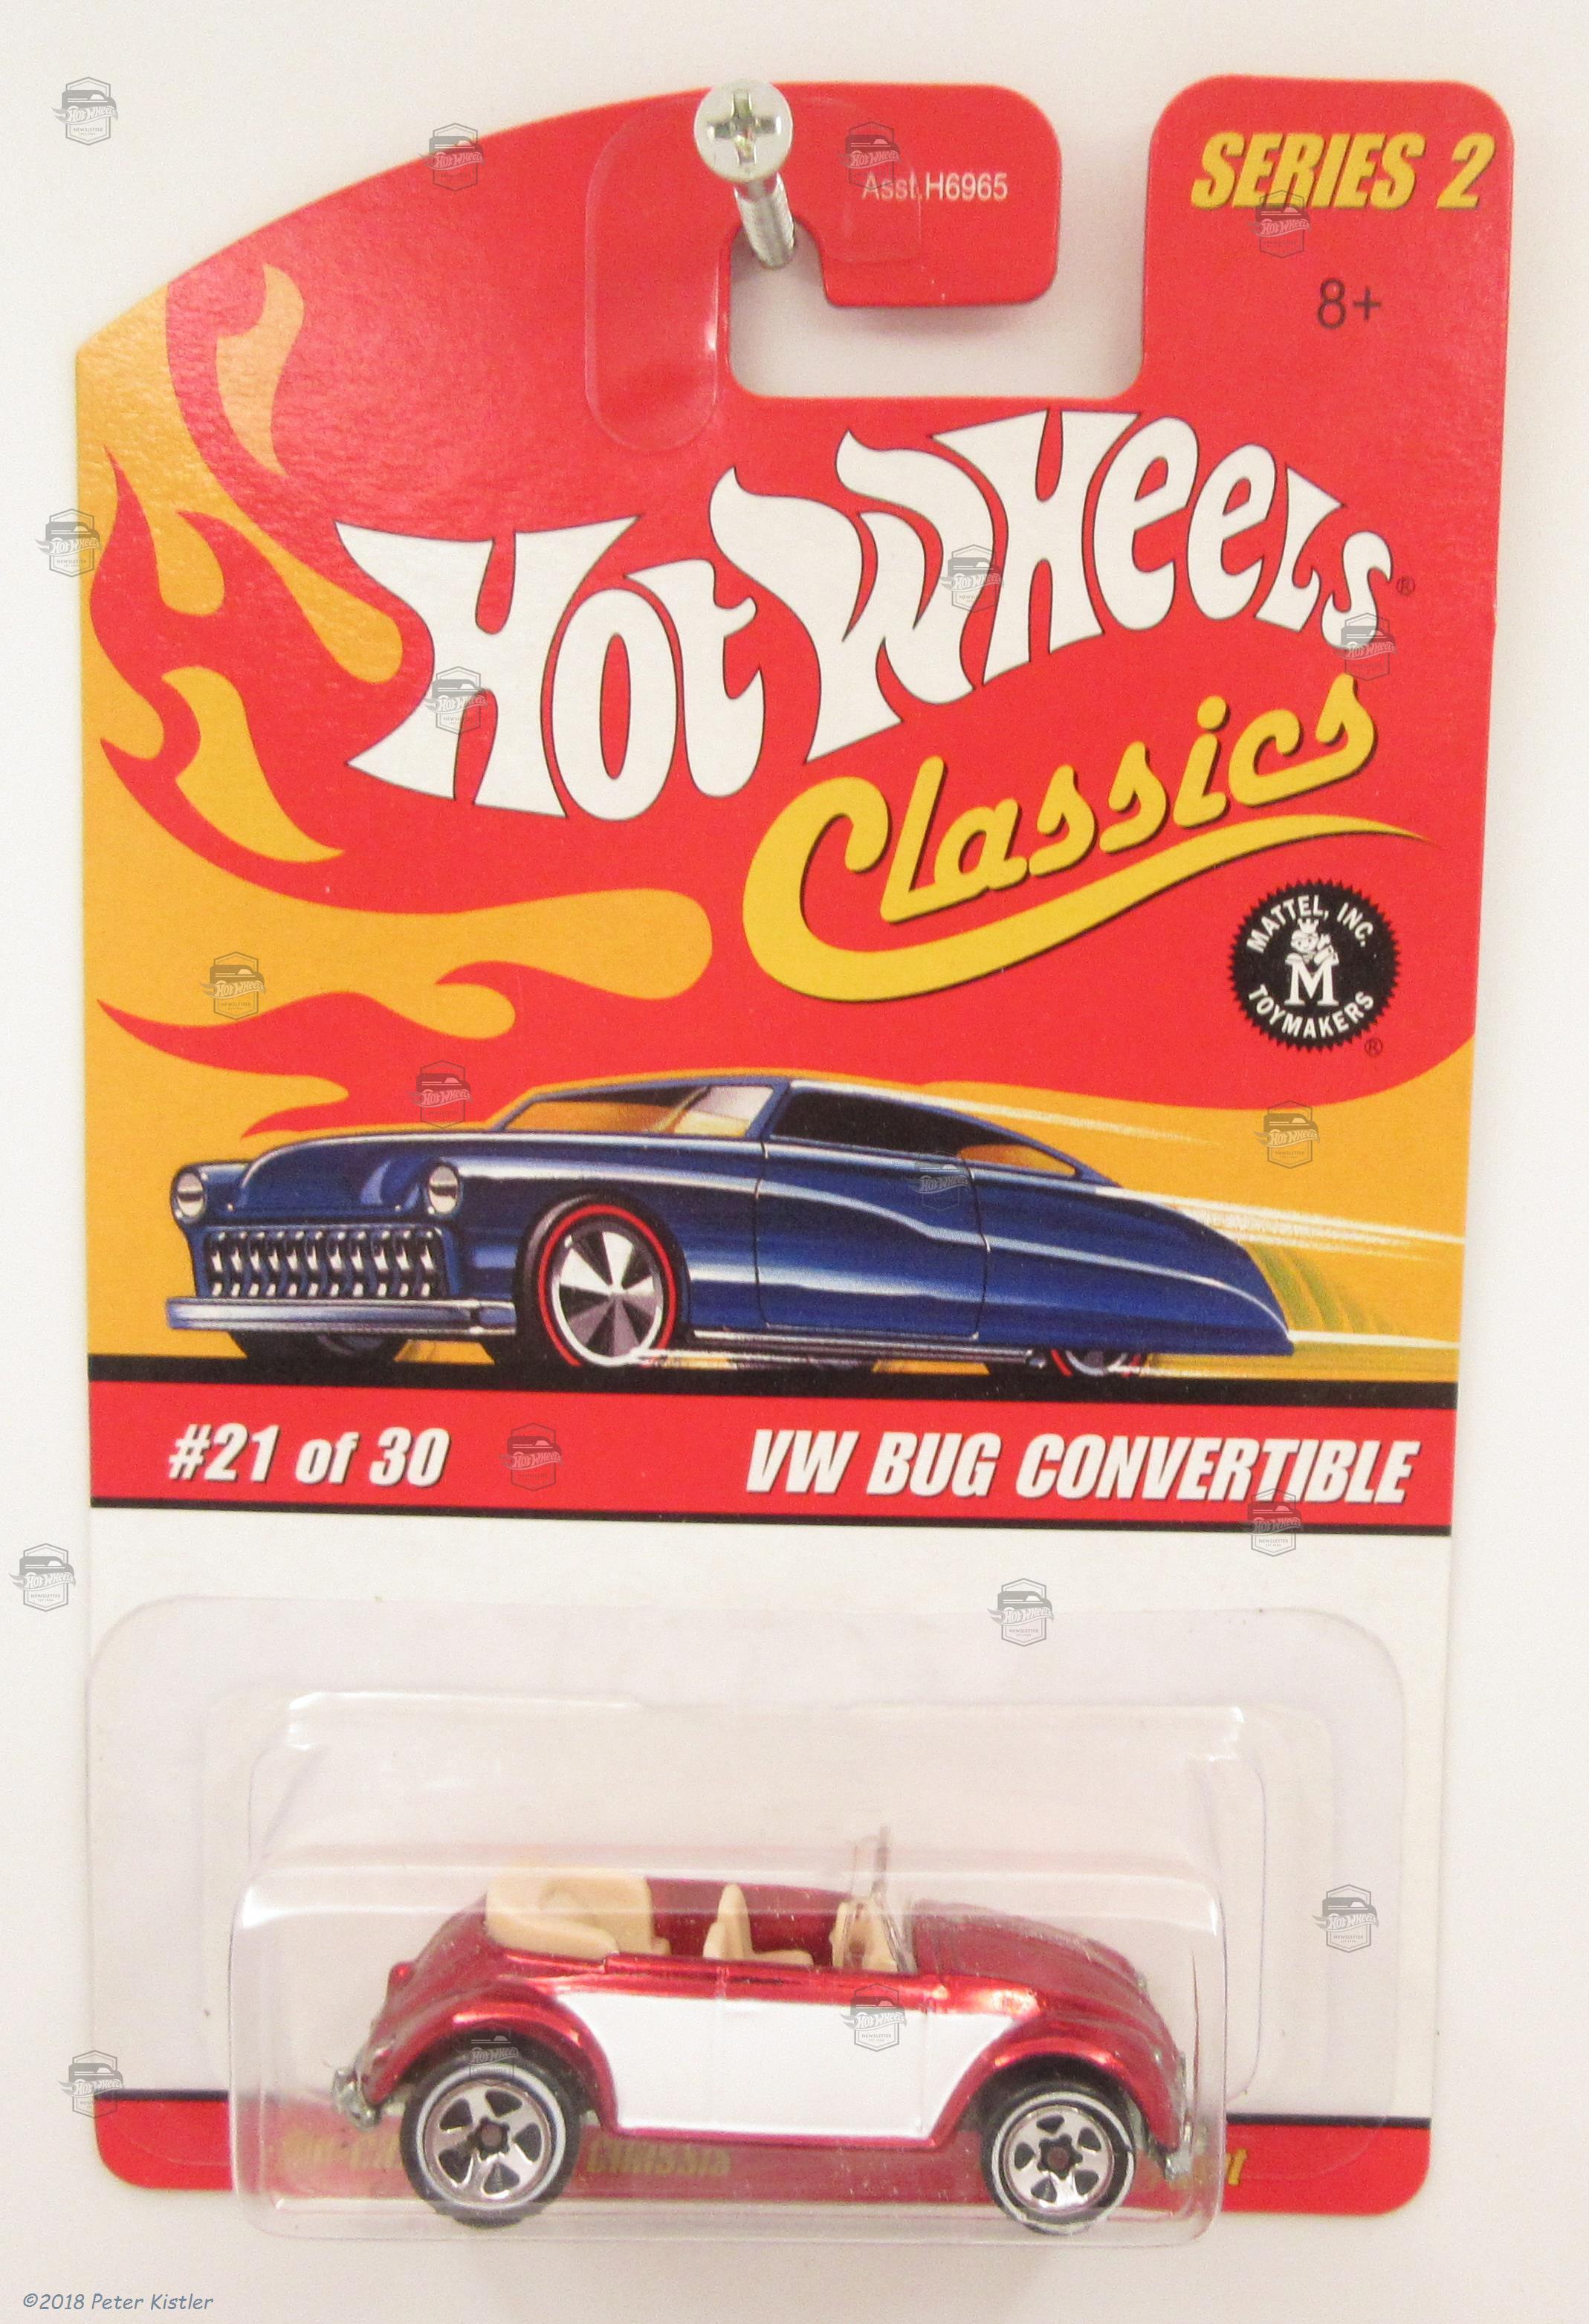 Asst.H6965
SERIES 2
8+
Hot Wheels®
Classics
MATTEL, INC.
M
TOYMAKERS
®
#21 of 30
VW BUG CONVERTIBLE
©2018 Peter Kistler